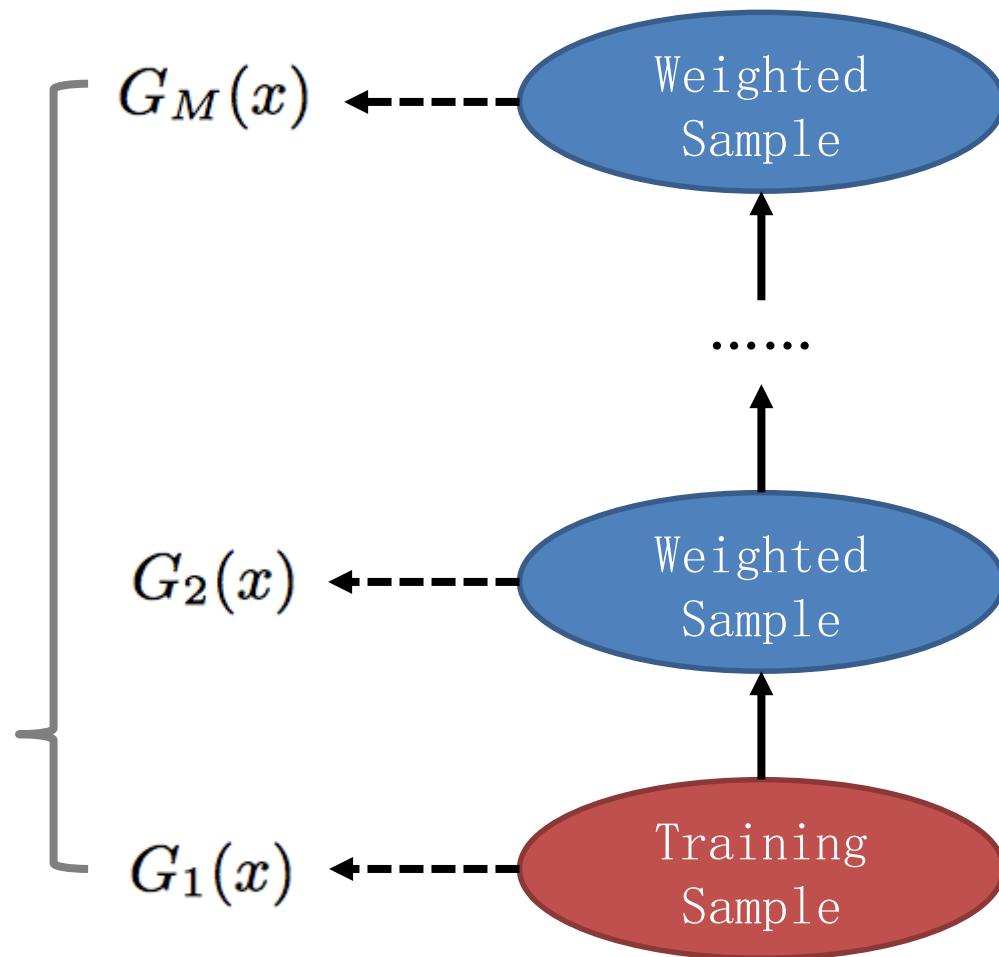 G_M(x)
Weighted
Sample
......
G_2(x)
Weighted
Sample
G_1(x)
Training
Sample